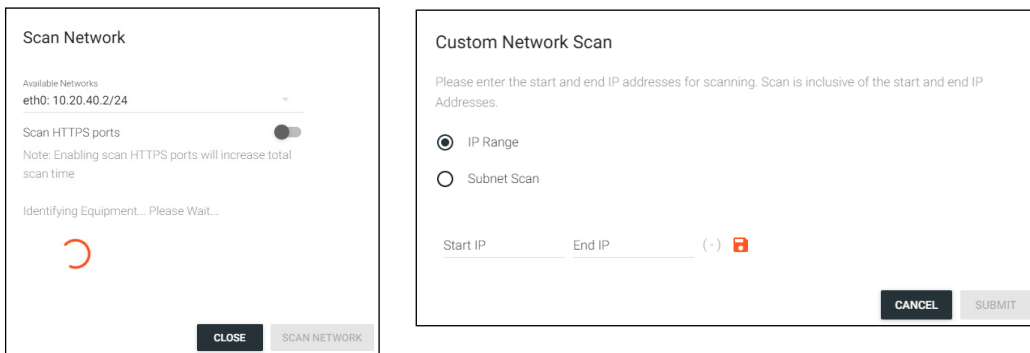 Scan Network
Available Networks
eth0: 10.20.40.2/24
Scan HTTPS ports
Note: Enabling scan HTTPS ports will increase total
scan time
Identifying Equipment... Please Wait...
CLOSE
SCAN NETWORK
Custom Network Scan
Please enter the start and end IP addresses for scanning. Scan is inclusive of the start and end IP
Addresses.
IP Range
Subnet Scan
Start IP
End IP
(-)
CANCEL
SUBMIT